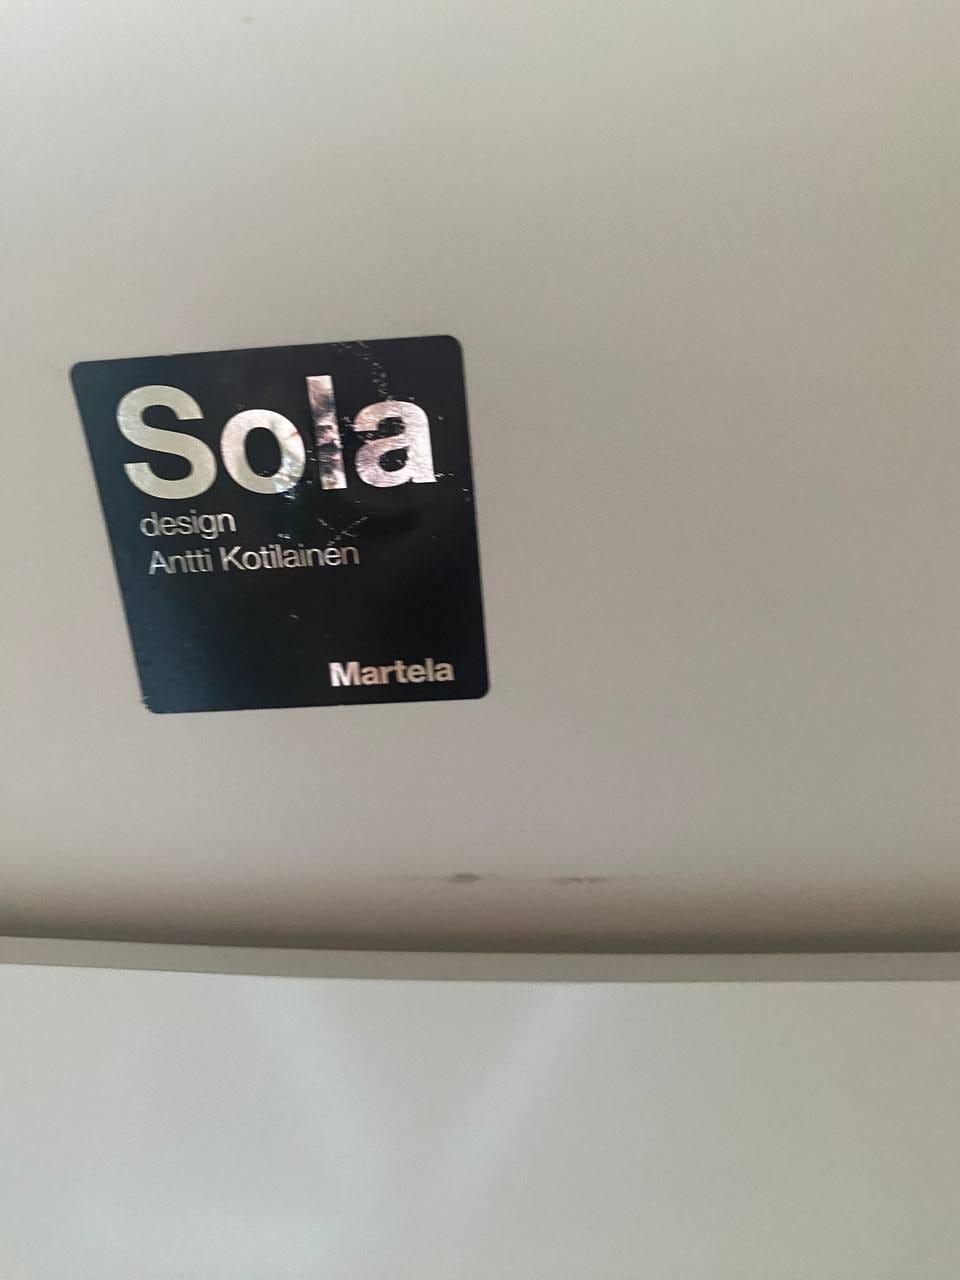 Sola
design
Antti Kotilainen
Martela